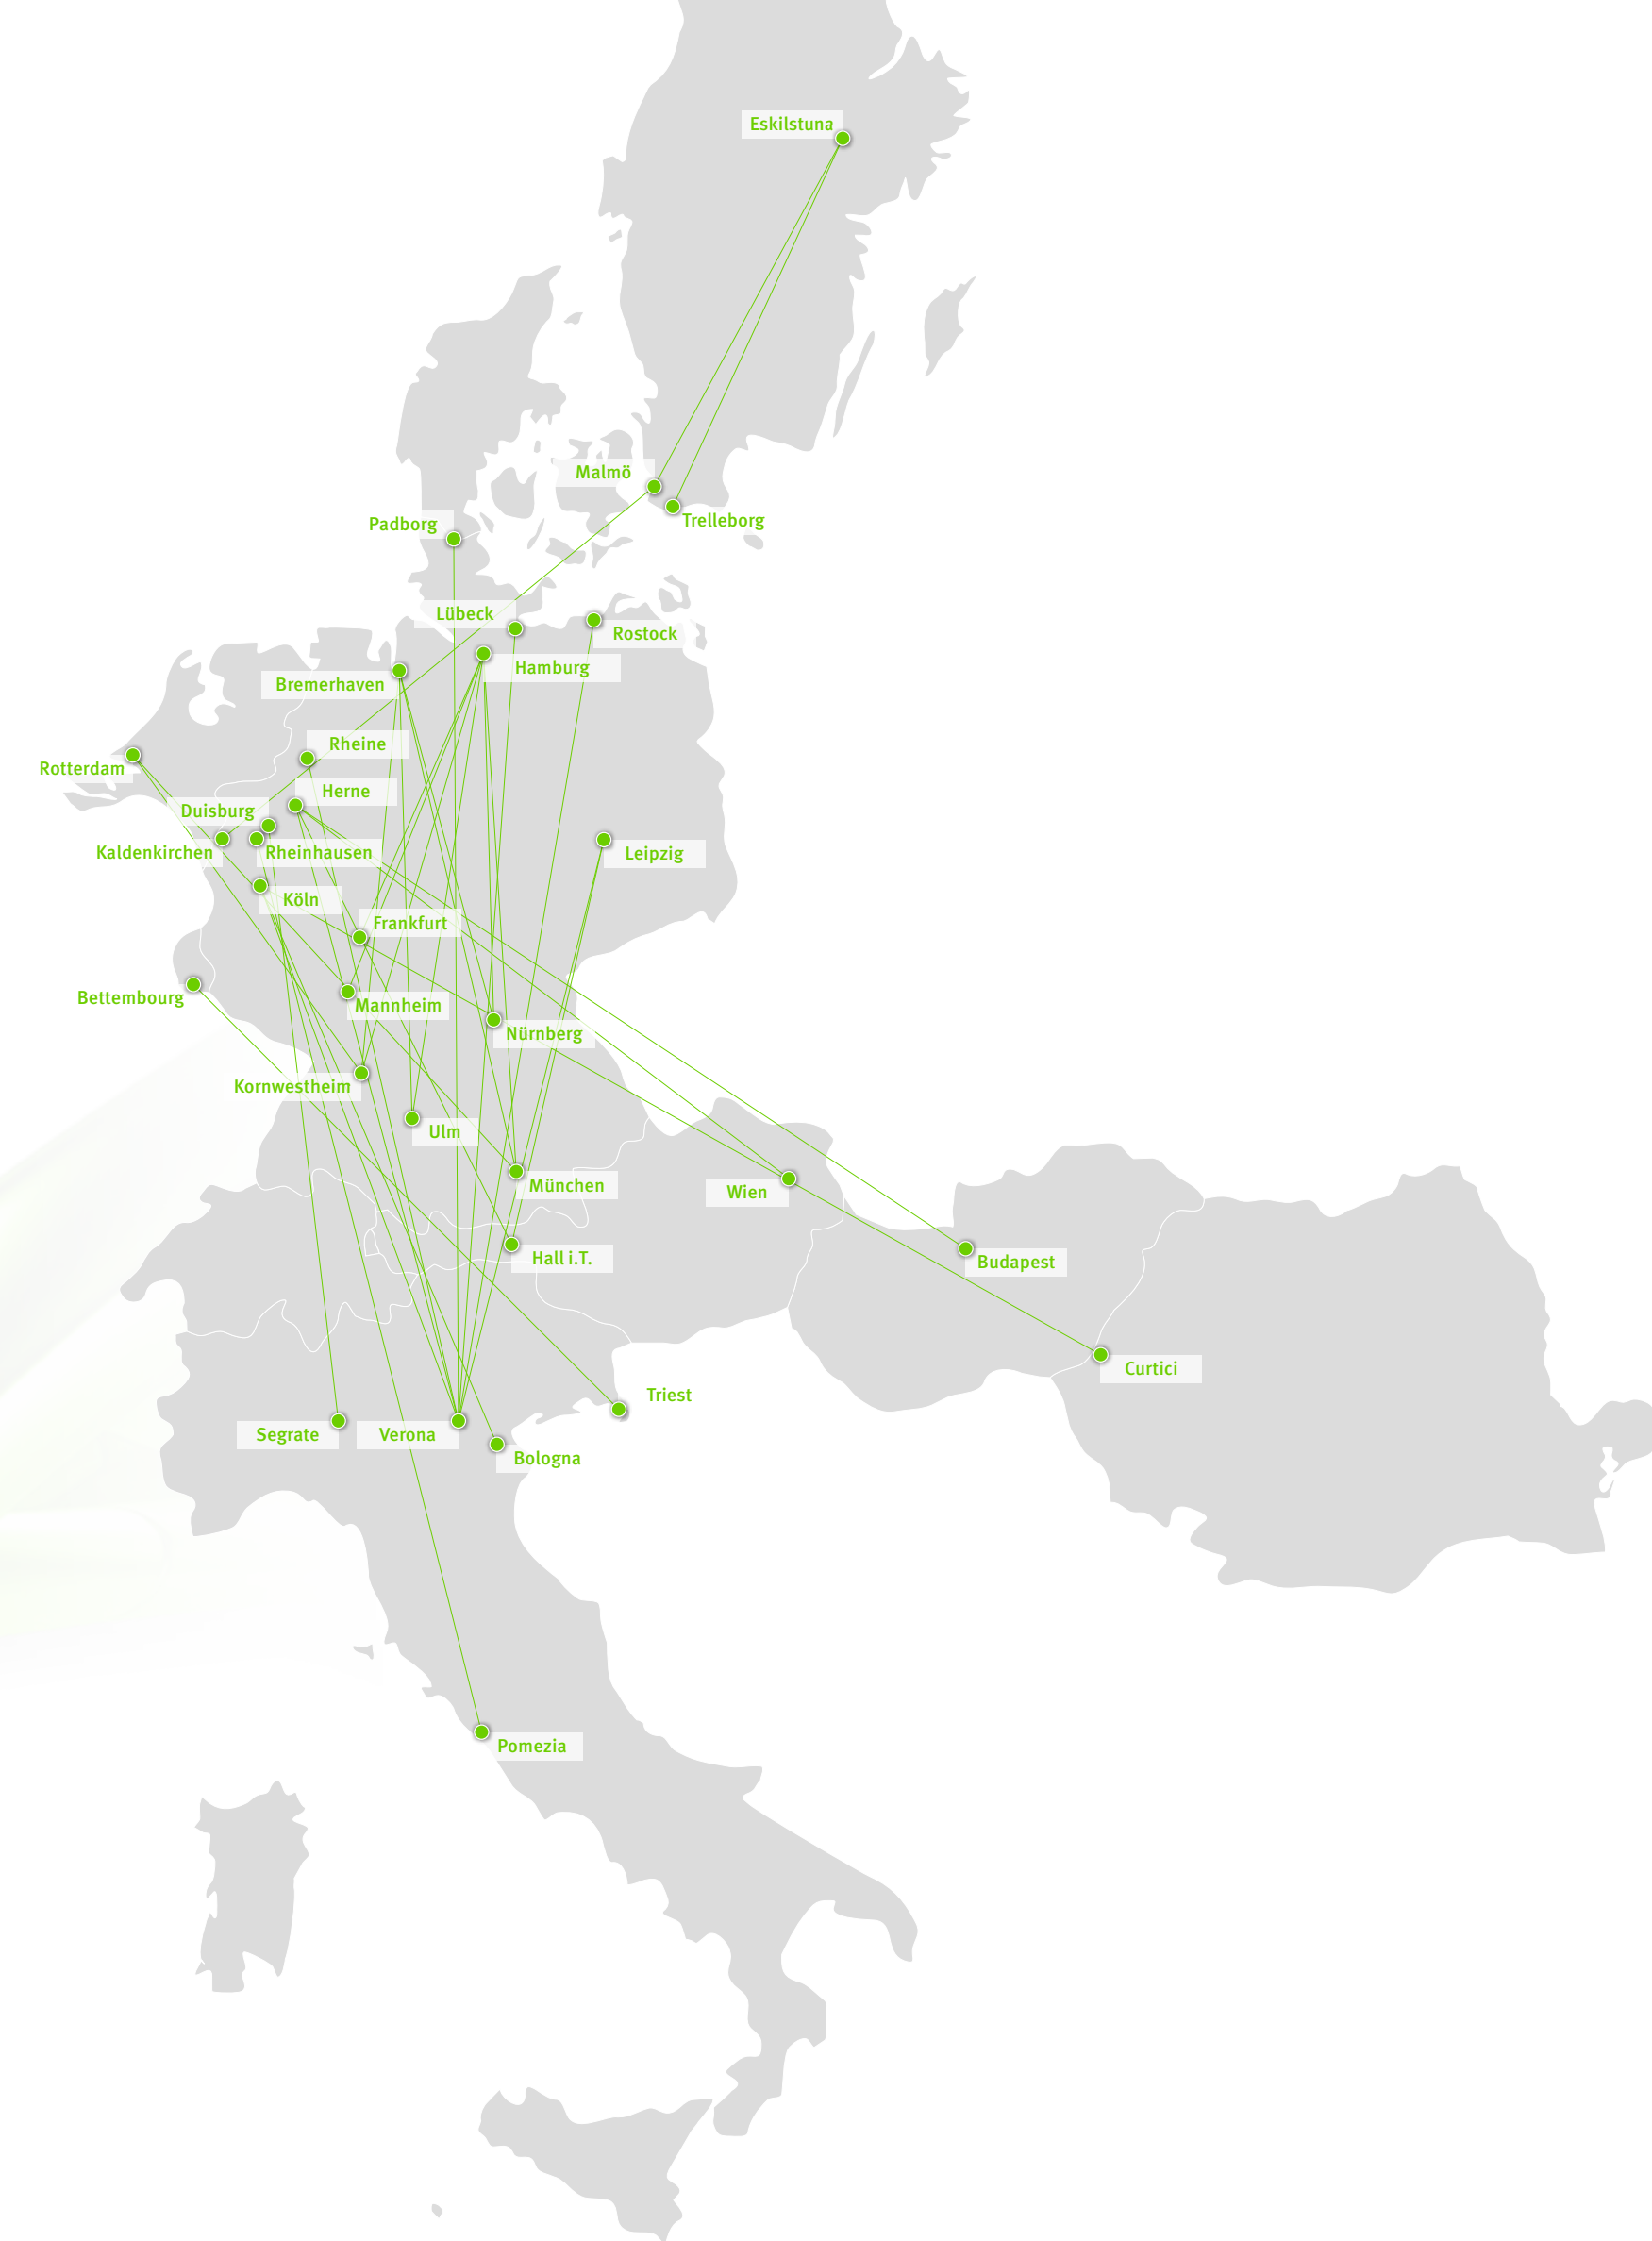 Eskilstuna
Malmö
Trelleborg
Padborg
Lübeck
Rostock
Hamburg
Bremerhaven
Rheine
Rotterdam
Herne
Duisburg
Kaldenkirchen
Rheinhausen
Leipzig
Köln
Frankfurt
Bettembourg
Mannheim
Nürnberg
Kornwestheim
Ulm
München
Wien
Hall i.T.
Budapest
Curtici
Triest
Segrate
Verona
Bologna
Pomezia